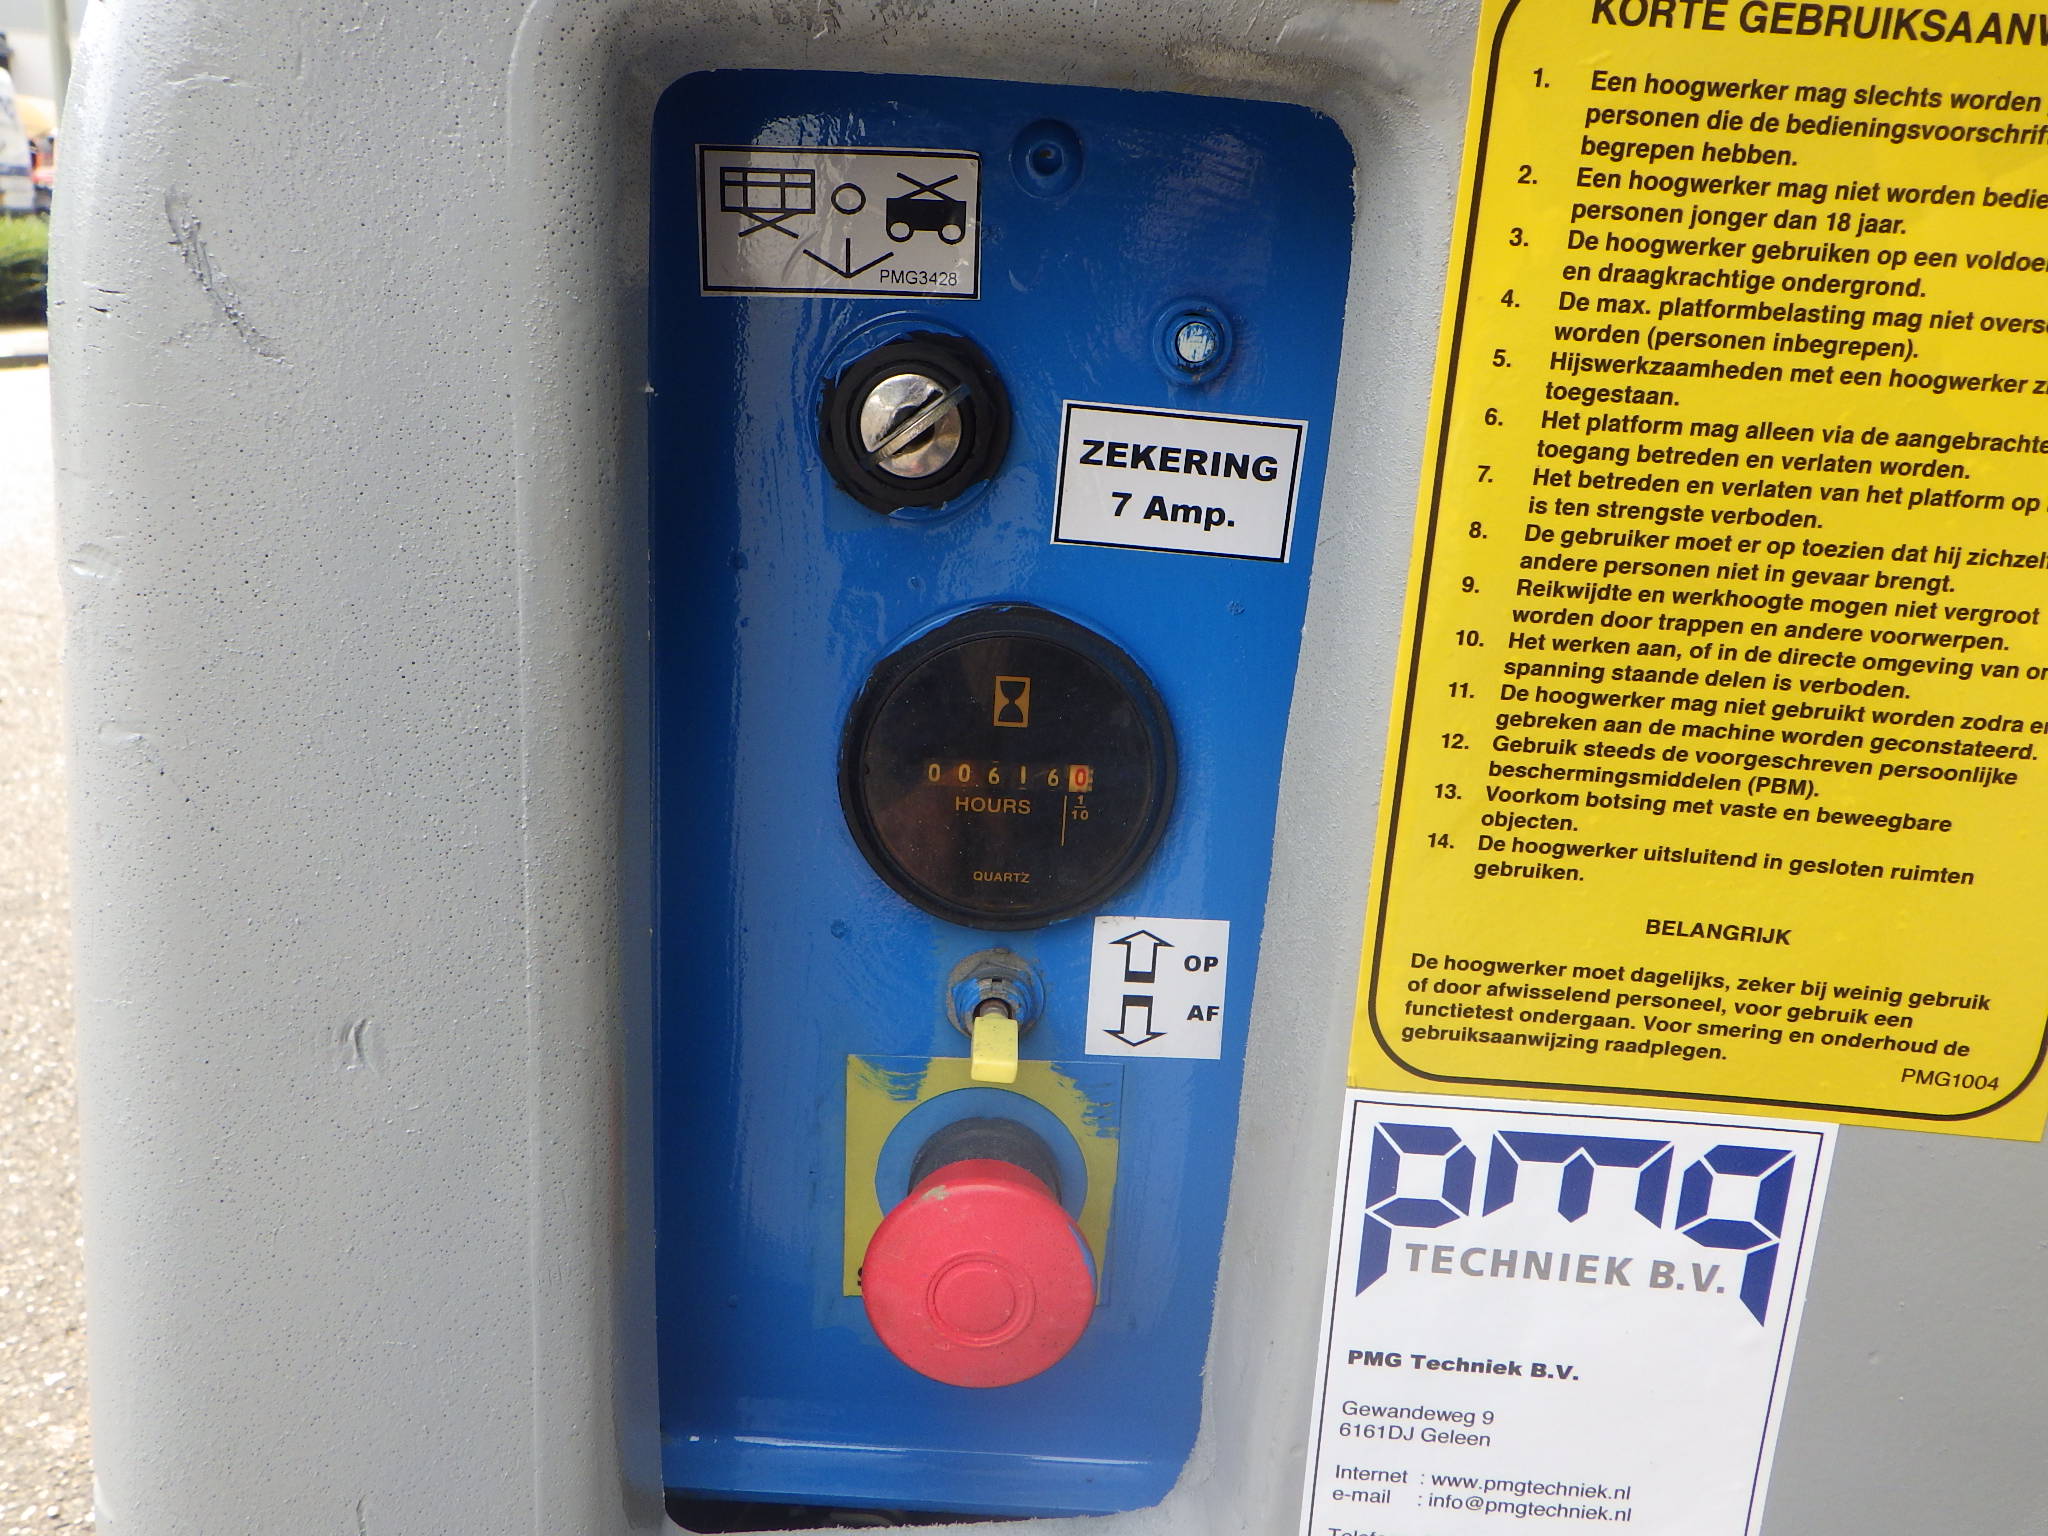 PMG3428
ZEKERING
7 Amp.
0 0 6 1 6 0
HOURS
1
10
QUARTZ
OP
AF
KORTE GEBRUIKSAANW
1. Een hoogwerker mag slechts worden
personen die de bedieningsvoorschrif
begrepen hebben.
2. Een hoogwerker mag niet worden bedie
personen jonger dan 18 jaar.
3. De hoogwerker gebruiken op een voldoe
en draagkrachtige ondergrond.
4. De max. platformbelasting mag niet overs
worden (personen inbegrepen).
5. Hijswerkzaamheden met een hoogwerker z
toegestaan.
6. Het platform mag alleen via de aangebrachte
toegang betreden en verlaten worden.
7. Het betreden en verlaten van het platform op
is ten strengste verboden.
8. De gebruiker moet er op toezien dat hij zichzel
andere personen niet in gevaar brengt.
9. Reikwijdte en werkhoogte mogen niet vergroot
worden door trappen en andere voorwerpen.
10. Het werken aan, of in de directe omgeving van on
spanning staande delen is verboden.
11. De hoogwerker mag niet gebruikt worden zodra er
gebreken aan de machine worden geconstateerd.
12. Gebruik steeds de voorgeschreven persoonlijke
beschermingsmiddelen (PBM).
13. Voorkom botsing met vaste en beweegbare
objecten.
14. De hoogwerker uitsluitend in gesloten ruimten
gebruiken.
BELANGRIJK
De hoogwerker moet dagelijks, zeker bij weinig gebruik
of door afwisselend personeel, voor gebruik een
functietest ondergaan. Voor smering en onderhoud de
gebruiksaanwijzing raadplegen.
PMG1004
pmg
TECHNIEK B.V.
PMG Techniek B.V.
Gewandeweg 9
6161DJ Geleen
Internet : www.pmgtechniek.nl
e-mail : info@pmgtechniek.nl